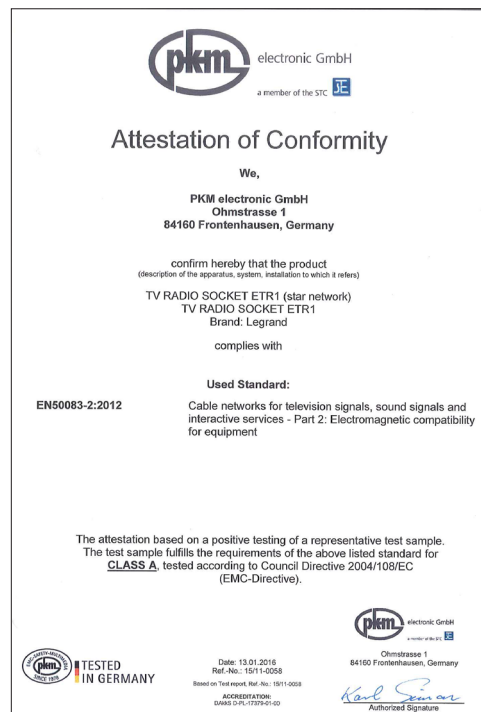 pkm
electronic GmbH
a member of the STC
Attestation of Conformity
We,
PKM electronic GmbH
Ohmstrasse 1
84160 Frontenhausen, Germany
confirm hereby that the product
(description of the apparatus, system, installation to which it refers)
TV RADIO SOCKET ETR1 (star network)
TV RADIO SOCKET ETR1
Brand: Legrand
complies with
Used Standard:
EN50083-2:2012
Cable networks for television signals, sound signals and
interactive services - Part 2: Electromagnetic compatibility
for equipment
The attestation based on a positive testing of a representative test sample.
The test sample fulfills the requirements of the above listed standard for
CLASS A, tested according to Council Directive 2004/108/EC
(EMC-Directive).
pkm
electronic GmbH
a member of the STC
pkm
TESTED
IN GERMANY
Date: 13.01.2016
Ref.-No.: 15/11-0058
Based on Test report, Ref.-No.: 15/11-0058
ACCREDITATION:
DAkkS D-PL-17379-01-00
Ohmstrasse 1
84160 Frontenhausen, Germany
Authorized Signature